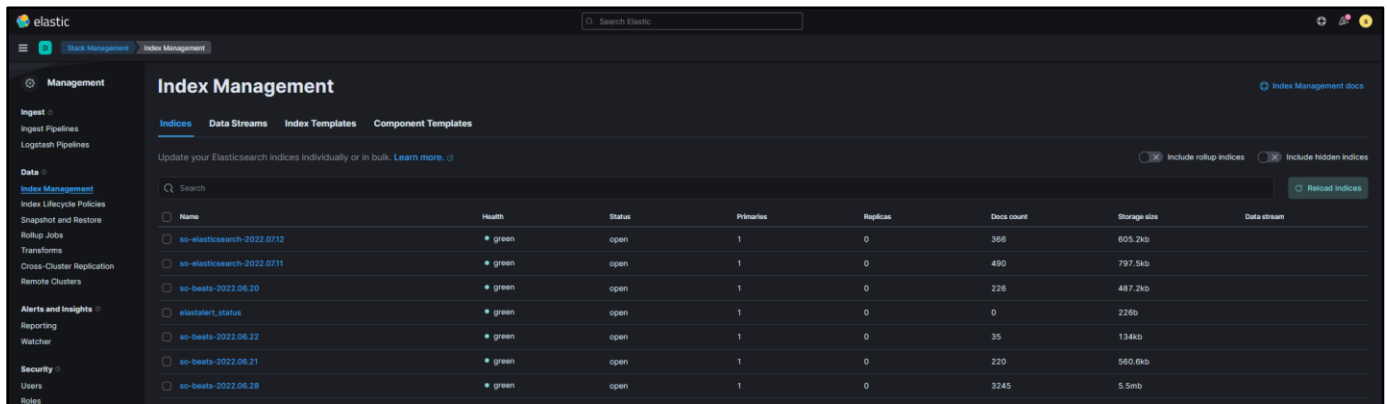 elastic
Search Elastic
s
D Stack Management Index Management
Management
Ingest
Ingest Pipelines
Logstash Pipelines
Data
Index Management
Index Lifecycle Policies
Snapshot and Restore
Rollup Jobs
Transforms
Cross-Cluster Replication
Remote Clusters
Alerts and Insights
Reporting
Watcher
Security
Users
Roles
Index Management
Index Management docs
Indices Data Streams Index Templates Component Templates
Update your Elasticsearch indices individually or in bulk. Learn more.
Include rollup indices Include hidden indices
Search
Reload indices
Name Health Status Primaries Replicas Docs count Storage size Data stream
so-elasticsearch-2022.07.12 green open 1 0 366 605.2kb
so-elasticsearch-2022.07.11 green open 1 0 490 797.5kb
so-beats-2022.06.20 green open 1 0 226 487.2kb
elastalert_status green open 1 0 0 226b
so-beats-2022.06.22 green open 1 0 35 134kb
so-beats-2022.06.21 green open 1 0 220 560.6kb
so-beats-2022.06.28 green open 1 0 3245 5.5mb